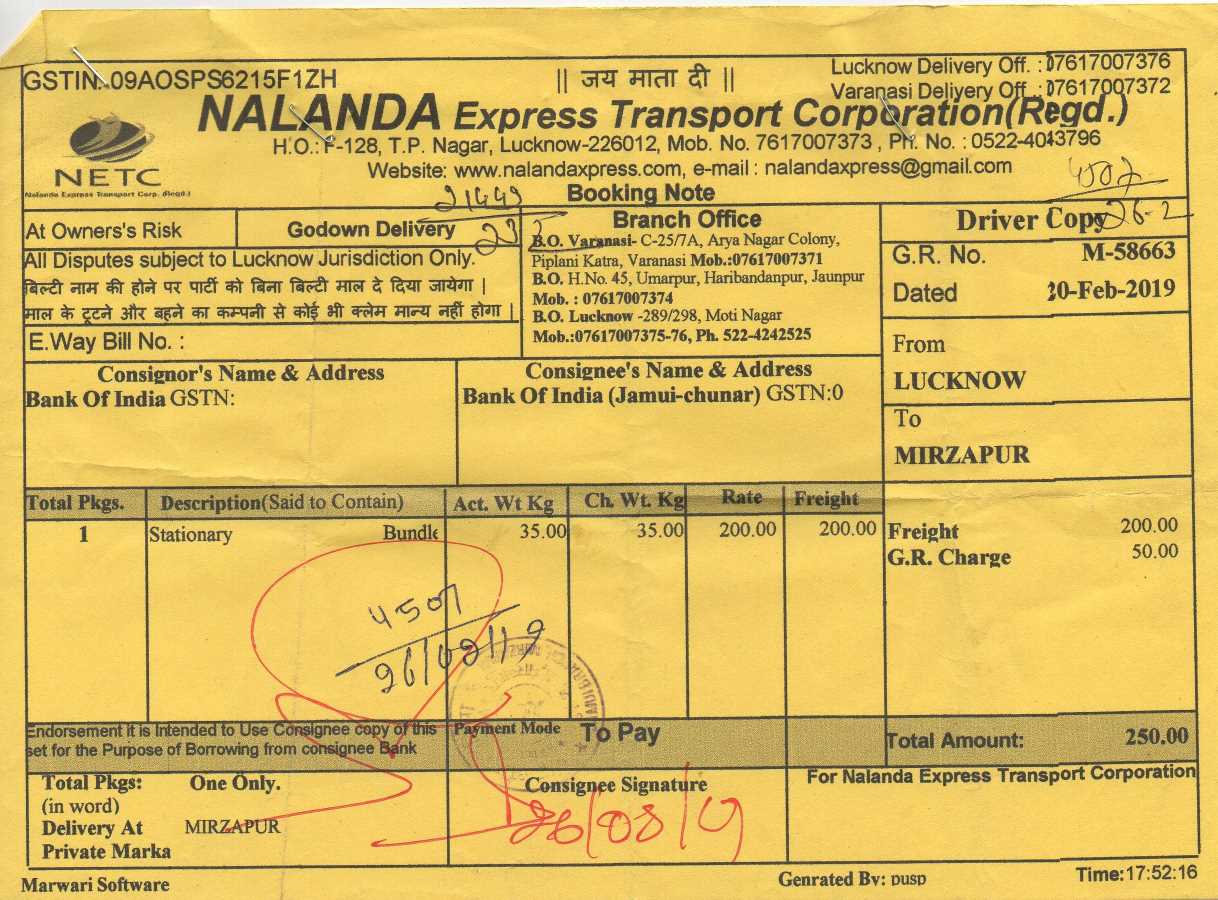 GSTIN. 09AOSPS6215F1ZH
|| जय माता दी ||
Lucknow Delivery Off. : 07617007376
Varanasi Deliyery Off. : 07617007372
NALANDA Express Transport Corporation(Regd.)
H.O.: F-128, T.P. Nagar, Lucknow-226012, Mob. No. 7617007373 , Ph. No. : 0522-4043796
Website: www.nalandaxpress.com, e-mail : nalandaxpress@gmail.com
NETC
Nalanda Express Transport Corp. (Regd.)
Booking Note
4507
26-2
21449
At Owners's Risk
Godown Delivery
All Disputes subject to Lucknow Jurisdiction Only.
बिल्टी नाम की होने पर पार्टी को बिना बिल्टी माल दे दिया जायेगा |
माल के टूटने और बहने का कम्पनी से कोई भी क्लेम मान्य नहीं होगा |
E.Way Bill No. :
Branch Office
B.O. Varanasi- C-25/7A, Arya Nagar Colony,
Piplani Katra, Varanasi Mob.:07617007371
B.O. H.No. 45, Umarpur, Haribandanpur, Jaunpur
Mob. : 07617007374
B.O. Lucknow -289/298, Moti Nagar
Mob.:07617007375-76, Ph. 522-4242525
Driver Copy
G.R. No. M-58663
Dated 20-Feb-2019
From
LUCKNOW
To
MIRZAPUR
Consignor's Name & Address
Bank Of India GSTN:
Consignee's Name & Address
Bank Of India (Jamui-chunar) GSTN:0
Total Pkgs. Description(Said to Contain) Act. Wt Kg Ch. Wt. Kg Rate Freight
1 Stationary Bundle 35.00 35.00 200.00 200.00
Freight 200.00
G.R. Charge 50.00
4507
26/02/19
Endorsement it is Intended to Use Consignee copy of this
set for the Purpose of Borrowing from consignee Bank
Payment Mode To Pay
Total Amount: 250.00
Total Pkgs: One Only.
(in word)
Delivery At MIRZAPUR
Private Marka
Consignee Signature
For Nalanda Express Transport Corporation
Marwari Software
Genrated By: pusp
Time:17:52:16